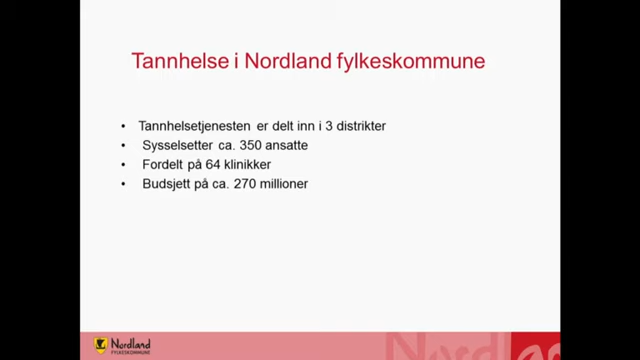 Tannhelse i Nordland fylkeskommune
• Tannhelsetjenesten er delt inn i 3 distrikter
• Sysselsetter ca. 350 ansatte
• Fordelt på 64 klinikker
• Budsjett på ca. 270 millioner
Nordland
FYLKESKOMMUNE
Nordland